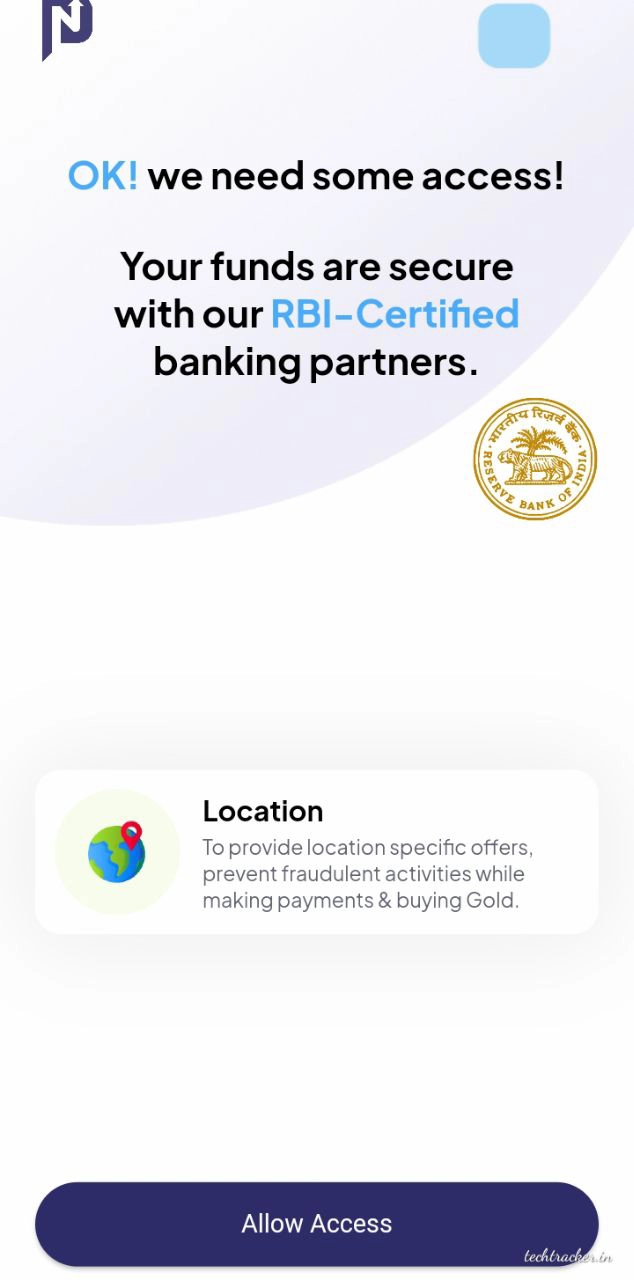 OK! we need some access!
Your funds are secure
with our RBI-Certified
banking partners.
भारतीय रिज़र्व बैंक
RESERVE BANK OF INDIA
Location
To provide location specific offers,
prevent fraudulent activities while
making payments & buying Gold.
Allow Access
techtracker.in